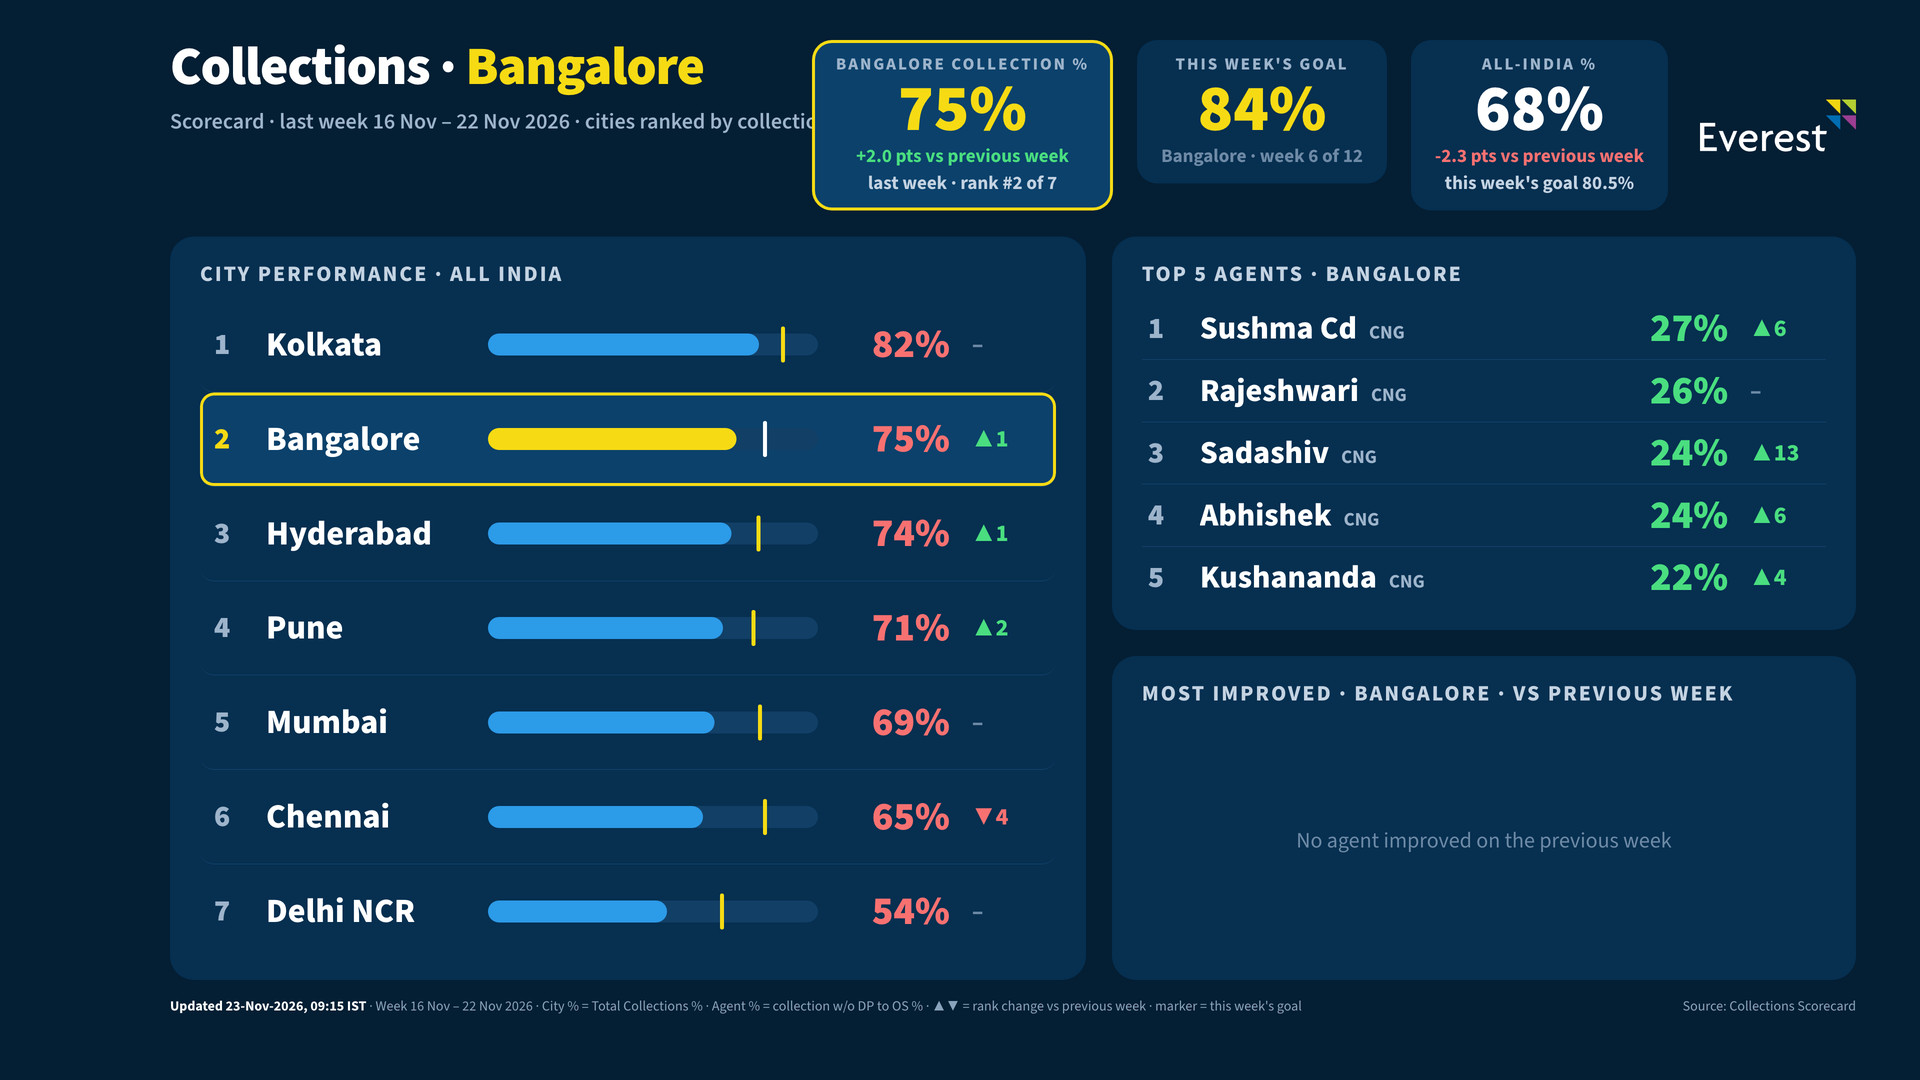 Collections · Bangalore
Scorecard · last week 16 Nov – 22 Nov 2026 · cities ranked by
BANGALORE COLLECTION %
75%
+2.0 pts vs previous week
last week · rank #2 of 7
THIS WEEK'S GOAL
84%
Bangalore · week 6 of 12
ALL-INDIA %
68%
-2.3 pts vs previous week
this week's goal 80.5%
Everest
CITY PERFORMANCE · ALL INDIA
1 Kolkata 82% –
2 Bangalore 75% ▲1
3 Hyderabad 74% ▲1
4 Pune 71% ▲2
5 Mumbai 69% –
6 Chennai 65% ▼4
7 Delhi NCR 54% –
TOP 5 AGENTS · BANGALORE
1 Sushma Cd CNG 27% ▲6
2 Rajeshwari CNG 26% –
3 Sadashiv CNG 24% ▲13
4 Abhishek CNG 24% ▲6
5 Kushananda CNG 22% ▲4
MOST IMPROVED · BANGALORE · VS PREVIOUS WEEK
No agent improved on the previous week
Updated 23-Nov-2026, 09:15 IST · Week 16 Nov – 22 Nov 2026 · City % = Total Collections % · Agent % = collection w/o DP to OS % · ▲▼ = rank change vs previous week · marker = this week's goal
Source: Collections Scorecard